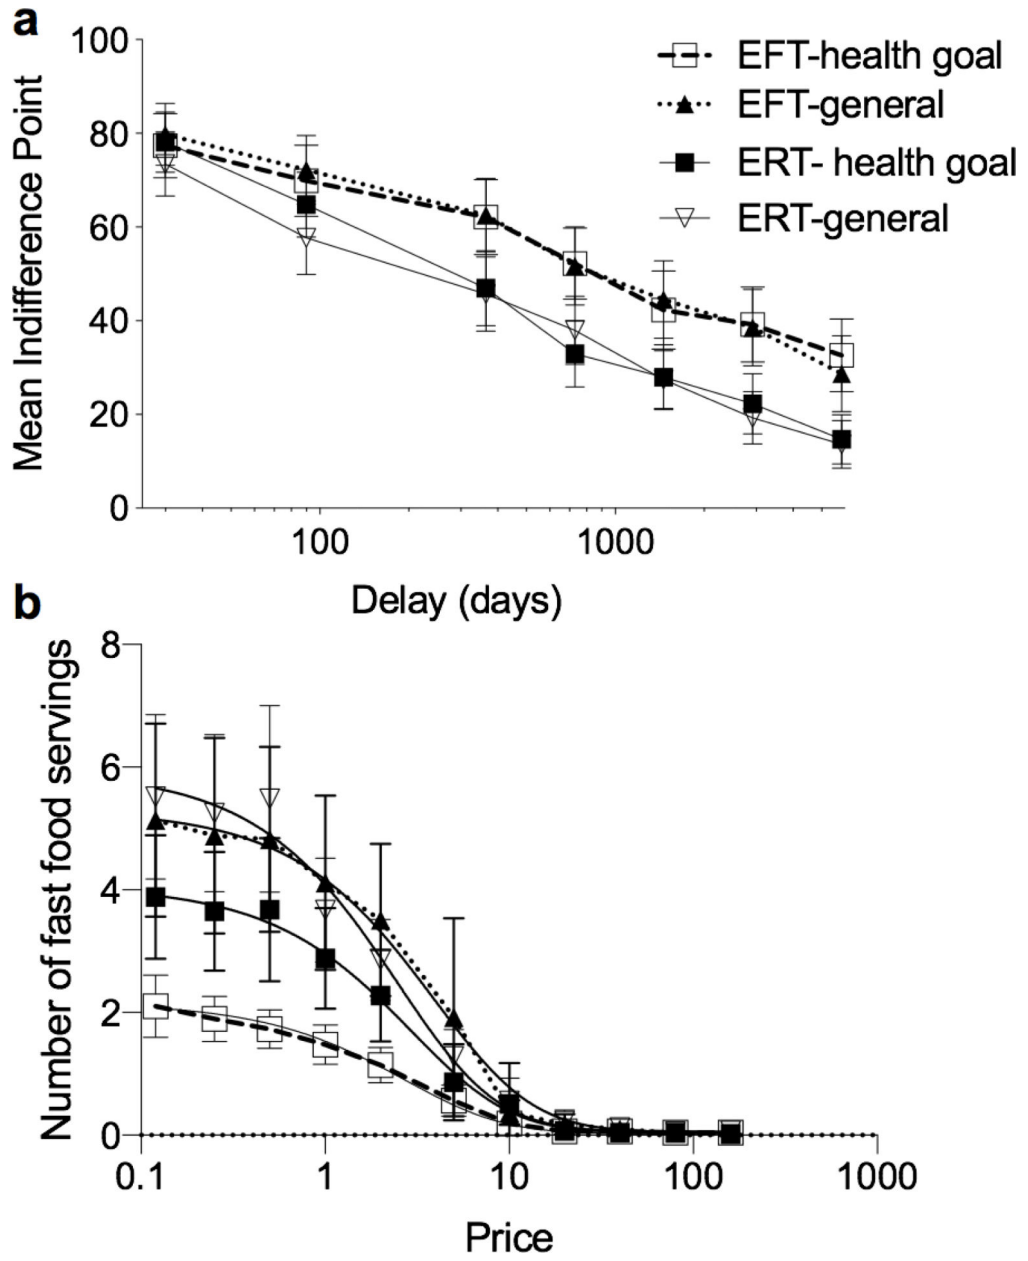 a
Mean Indifference Point
100
80
60
40
20
0
EFT-health goal
EFT-general
ERT- health goal
ERT-general
100
1000
Delay (days)
b
Number of fast food servings
8
6
4
2
0
0.1
1
10
100
1000
Price